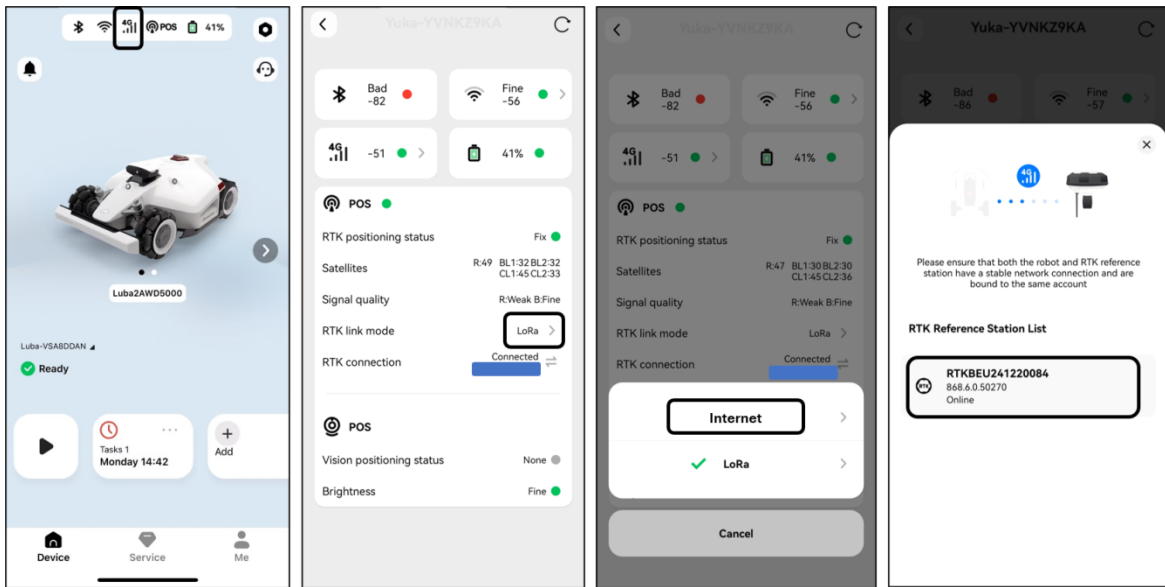 4G POS 41%
Luba2AWD5000
Luba-VSABDDAN
Ready
Tasks 1
Monday 14:42
Add
Device
Service
Me
Yuka-YVNKZ9KA
Bad
-82
Fine
-56
4G -51
41%
POS
RTK positioning status Fix
Satellites R:49 BL1:32 BL2:32
CL1:45 CL2:33
Signal quality R:Weak B:Fine
RTK link mode LoRa
RTK connection Connected
POS
Vision positioning status None
Brightness Fine
Yuka-YVNKZ9KA
Bad
-82
Fine
-56
4G -51
41%
POS
RTK positioning status Fix
Satellites R:47 BL1:30 BL2:30
CL1:45 CL2:36
Signal quality R:Weak B:Fine
RTK link mode LoRa
RTK connection Connected
Internet
LoRa
Cancel
Yuka-YVNKZ9KA
Bad
-86
Fine
-57
4G
Please ensure that both the robot and RTK reference
station have a stable network connection and are
bound to the same account
RTK Reference Station List
RTK
RTKBEU241220084
868.6.0.50270
Online